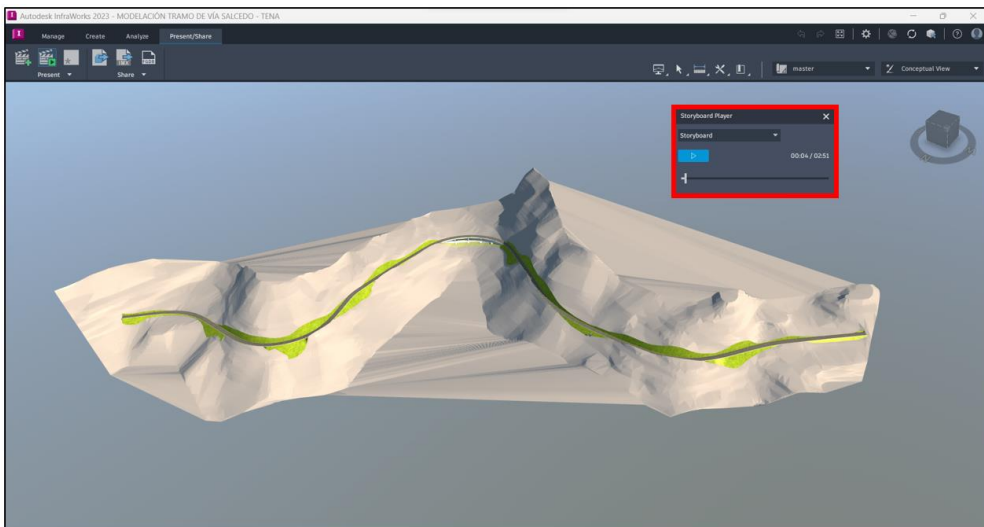 Autodesk InfraWorks 2023 - MODELACIÓN TRAMO DE VÍA SALCEDO - TENA
Manage Create Analyze Present/Share
Present Share
master Conceptual View
Storyboard Player
Storyboard
00:04 / 02:51